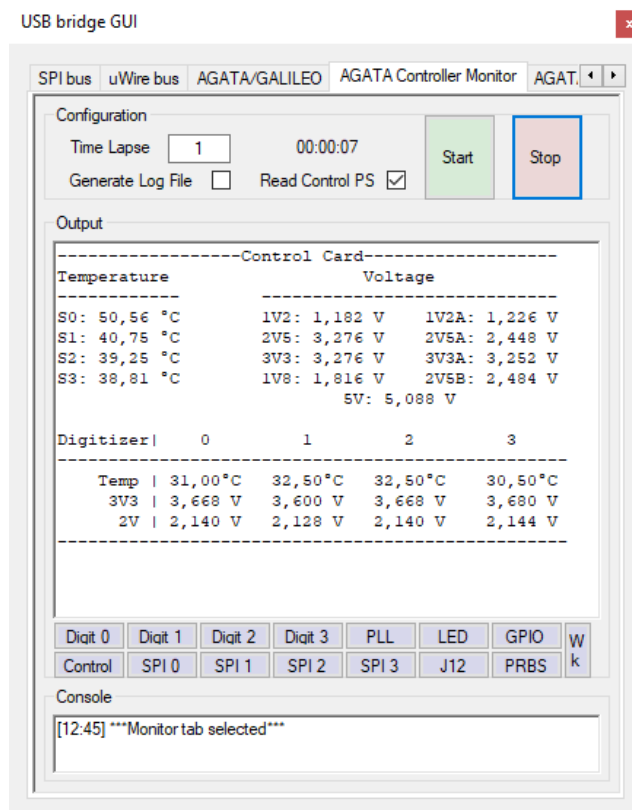 USB bridge GUI
SPI bus uWire bus AGATA/GALILEO AGATA Controller Monitor AGAT.
Configuration
Time Lapse 1 00:00:07 Start Stop
Generate Log File Read Control PS
Output
------------------Control Card-------------------
Temperature Voltage
------------ -----------------------------
S0: 50,56 °C 1V2: 1,182 V 1V2A: 1,226 V
S1: 40,75 °C 2V5: 3,276 V 2V5A: 2,448 V
S2: 39,25 °C 3V3: 3,276 V 3V3A: 3,252 V
S3: 38,81 °C 1V8: 1,816 V 2V5B: 2,484 V
5V: 5,088 V
Digitizer| 0 1 2 3
--------------------------------------------------
Temp | 31,00°C 32,50°C 32,50°C 30,50°C
3V3 | 3,668 V 3,600 V 3,668 V 3,680 V
2V | 2,140 V 2,128 V 2,140 V 2,144 V
--------------------------------------------------
Digit 0 Digit 1 Digit 2 Digit 3 PLL LED GPIO Wk
Control SPI 0 SPI 1 SPI 2 SPI 3 J12 PRBS
Console
[12:45] ***Monitor tab selected***